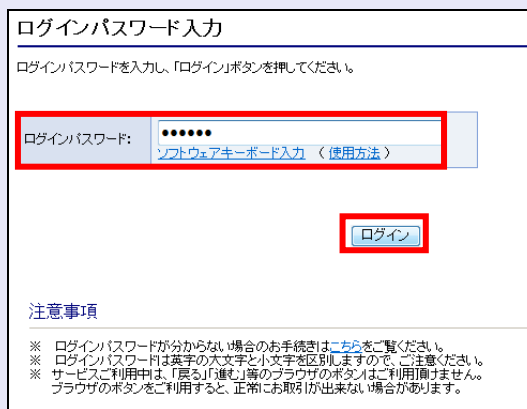 ログインパスワード入力
ログインパスワードを入力し、「ログイン」ボタンを押してください。
ログインパスワード: ●●●●●●
ソフトウェアキーボード入力 （ 使用方法 ）
ログイン
注意事項
※ ログインパスワードが分からない場合のお手続きはこちらをご覧ください。
※ ログインパスワードは英字の大文字と小文字を区別しますので、ご注意ください。
※ サービスご利用中は、「戻る」「進む」等のブラウザのボタンはご利用頂けません。
ブラウザのボタンをご利用すると、正常にお取引が出来ない場合があります。